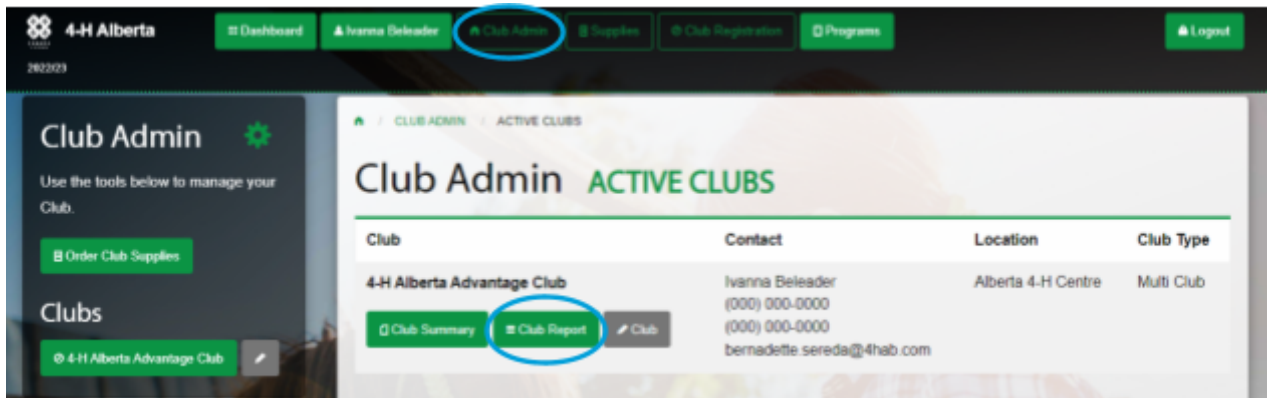 4-H Alberta
Dashboard
Ivanna Beleader
Club Admin
Supplies
Club Registration
Programs
Logout
2022/23
Club Admin
Use the tools below to manage your
Club.
Order Club Supplies
Clubs
4-H Alberta Advantage Club
/ CLUB ADMIN / ACTIVE CLUBS
Club Admin ACTIVE CLUBS
Club Contact Location Club Type
4-H Alberta Advantage Club Ivanna Beleader Alberta 4-H Centre Multi Club
(000) 000-0000
(000) 000-0000
bernadette.sereda@4hab.com
Club Summary Club Report Club